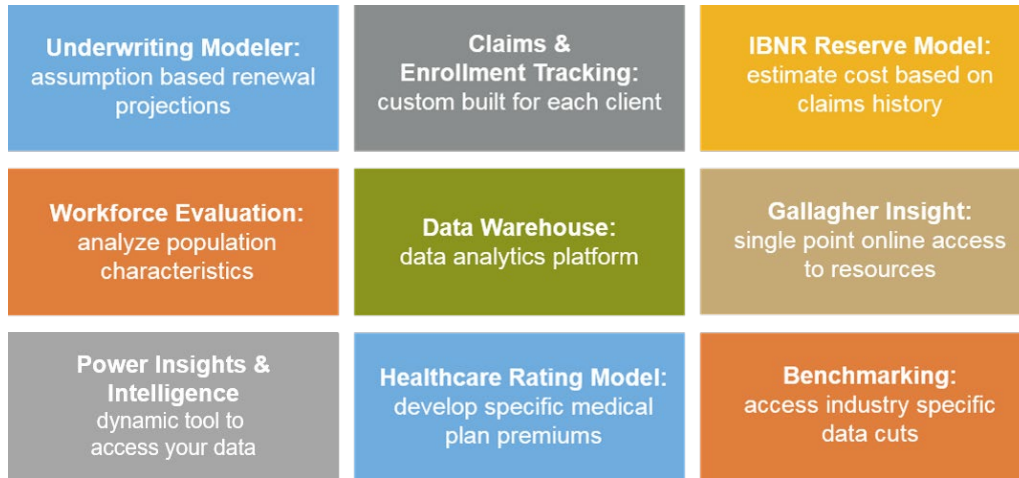 Underwriting Modeler:
assumption based renewal
projections
Claims &
Enrollment Tracking:
custom built for each client
IBNR Reserve Model:
estimate cost based on
claims history
Workforce Evaluation:
analyze population
characteristics
Data Warehouse:
data analytics platform
Gallagher Insight:
single point online access
to resources
Power Insights &
Intelligence
dynamic tool to
access your data
Healthcare Rating Model:
develop specific medical
plan premiums
Benchmarking:
access industry specific
data cuts